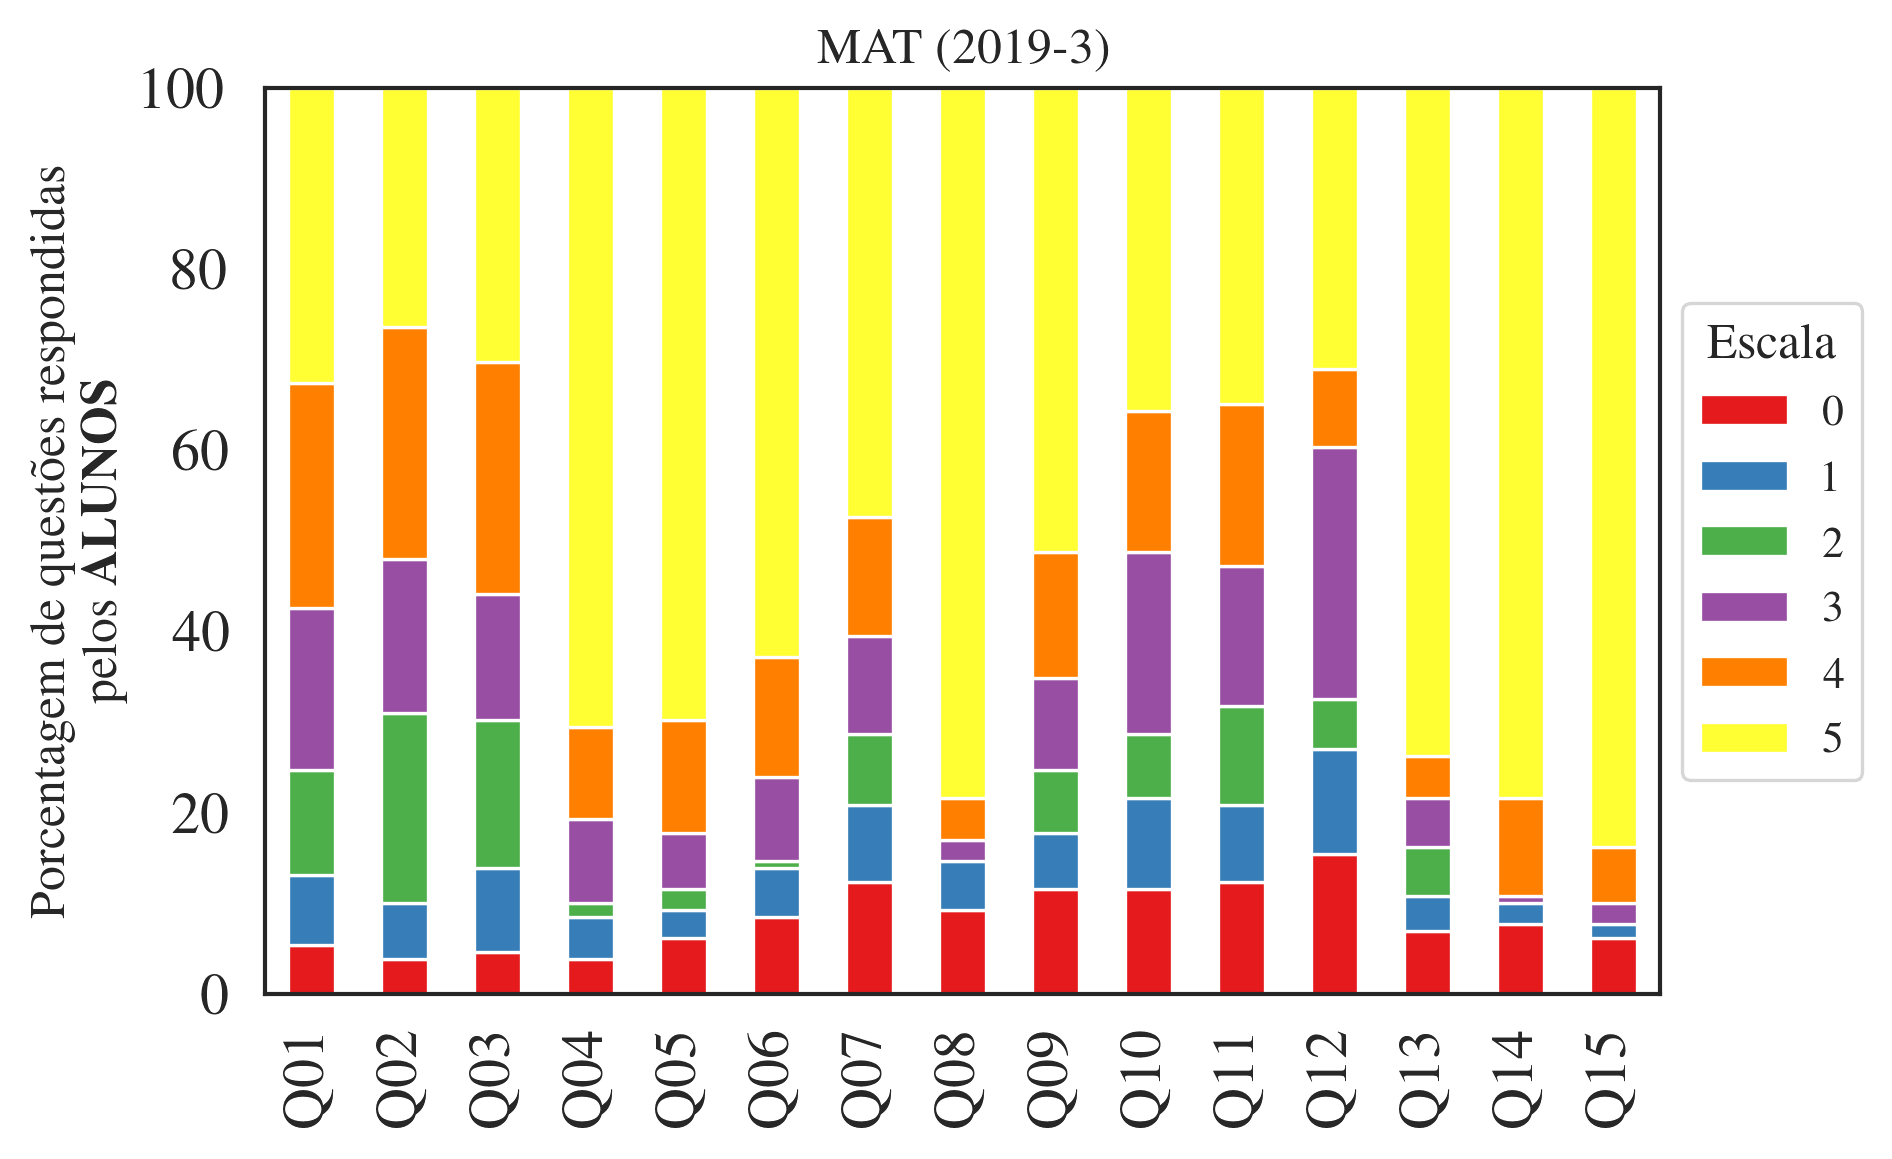 MAT (2019-3)
Porcentagem de questões respondidas
pelos ALUNOS
100
80
60
40
20
0
Q01
Q02
Q03
Q04
Q05
Q06
Q07
Q08
Q09
Q10
Q11
Q12
Q13
Q14
Q15
Escala
0
1
2
3
4
5